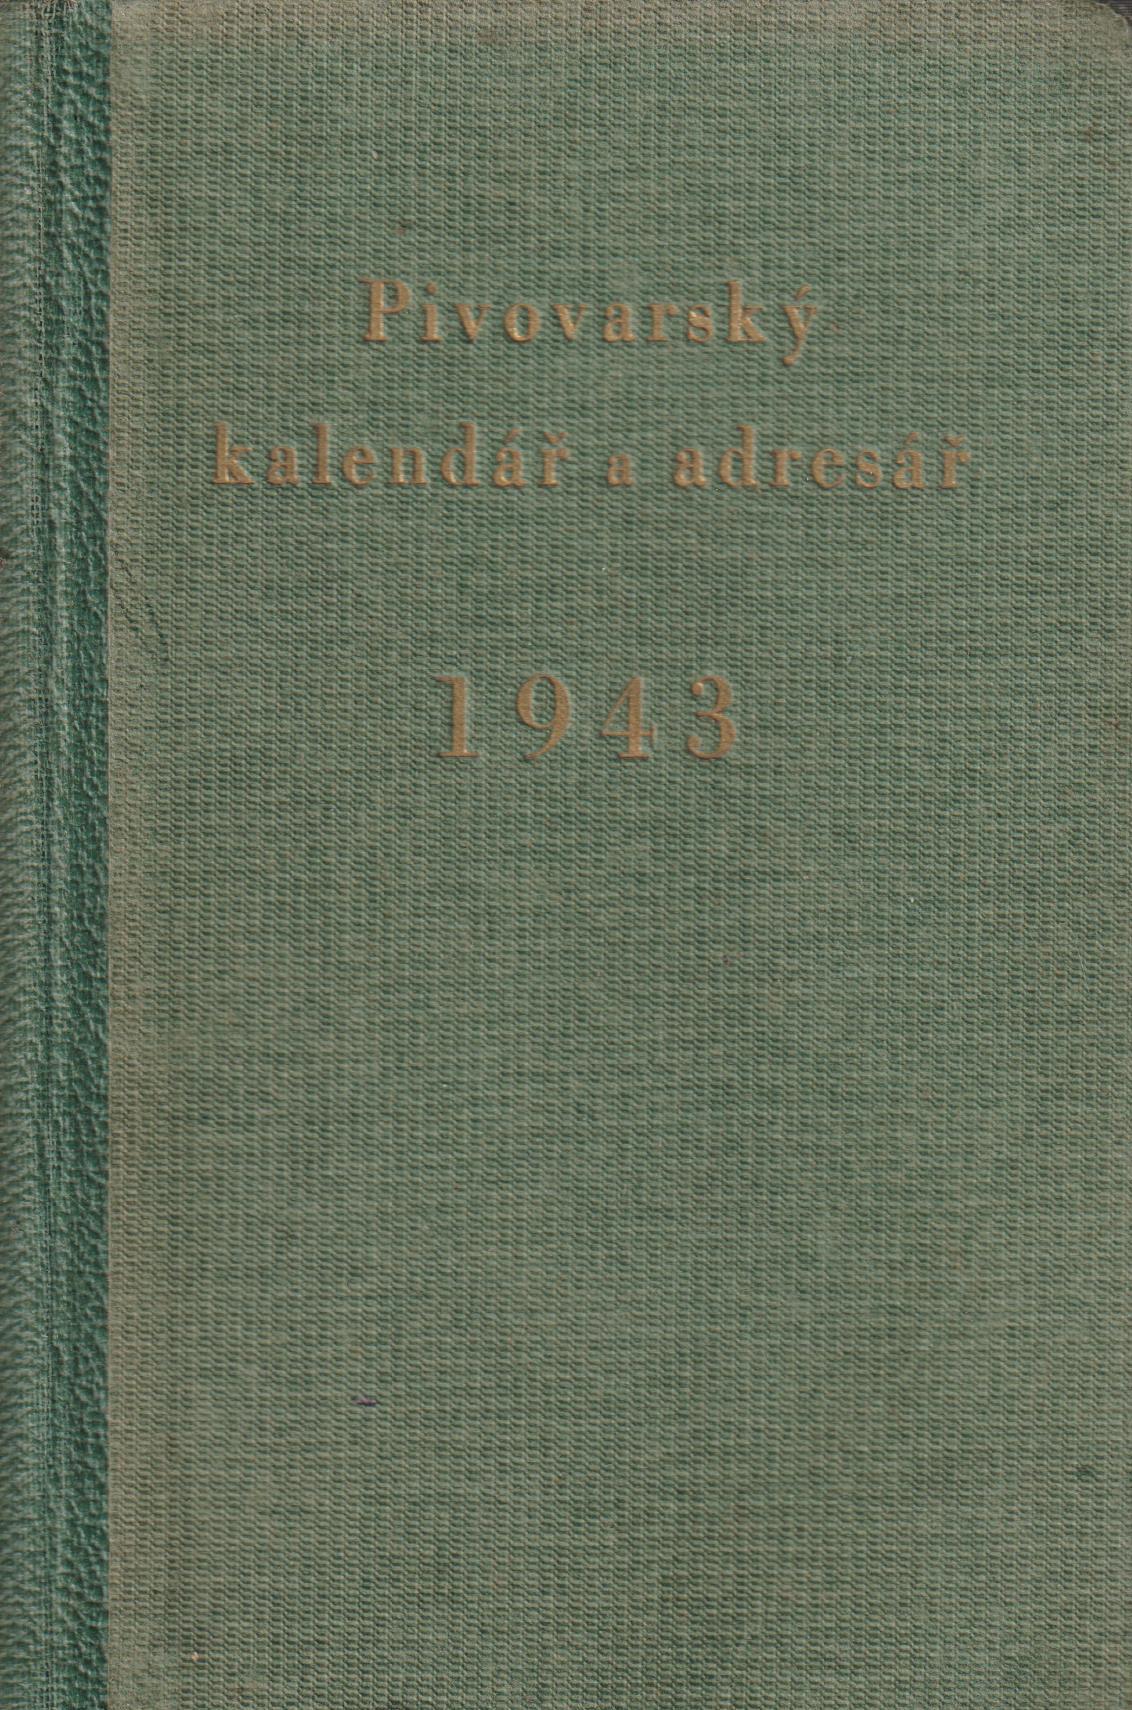 Pivovarský
kalendář a adresář
1943